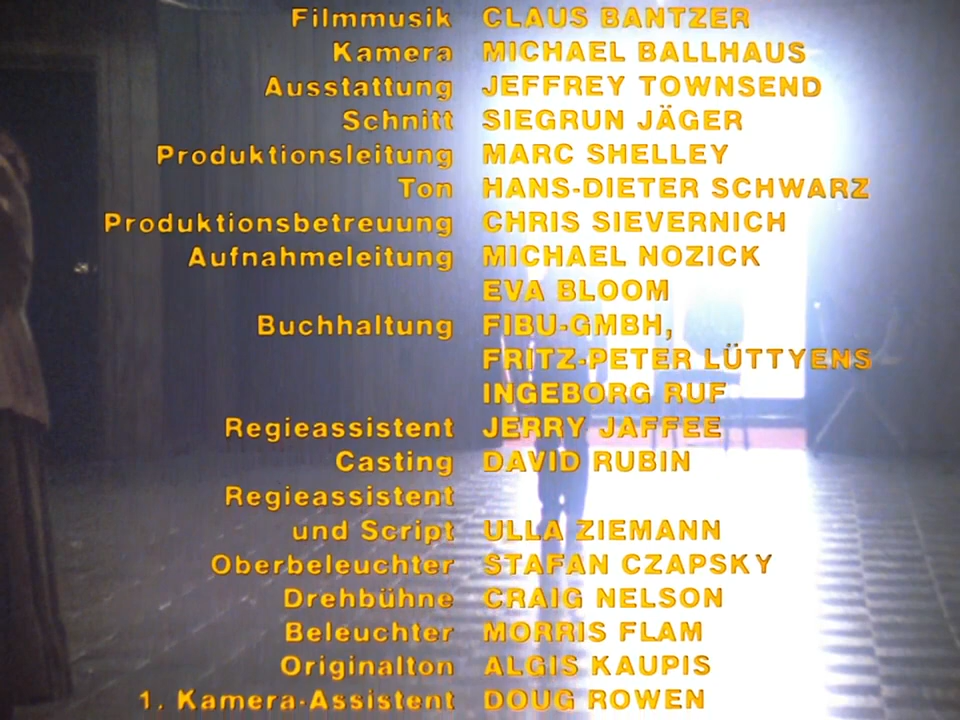 Filmmusik CLAUS BANTZER
Kamera MICHAEL BALLHAUS
Ausstattung JEFFREY TOWNSEND
Schnitt SIEGRUN JÄGER
Produktionsleitung MARC SHELLEY
Ton HANS-DIETER SCHWARZ
Produktionsbetreuung CHRIS SIEVERNICH
Aufnahmeleitung MICHAEL NOZICK
EVA BLOOM
Buchhaltung FIBU-GMBH,
FRITZ-PETER LÜTTYENS
INGEBORG RUF
Regieassistent JERRY JAFFEE
Casting DAVID RUBIN
Regieassistent
und Script ULLA ZIEMANN
Oberbeleuchter STAFAN CZAPSKY
Drehbühne CRAIG NELSON
Beleuchter MORRIS FLAM
Originalton ALGIS KAUPIS
1. Kamera-Assistent DOUG ROWEN